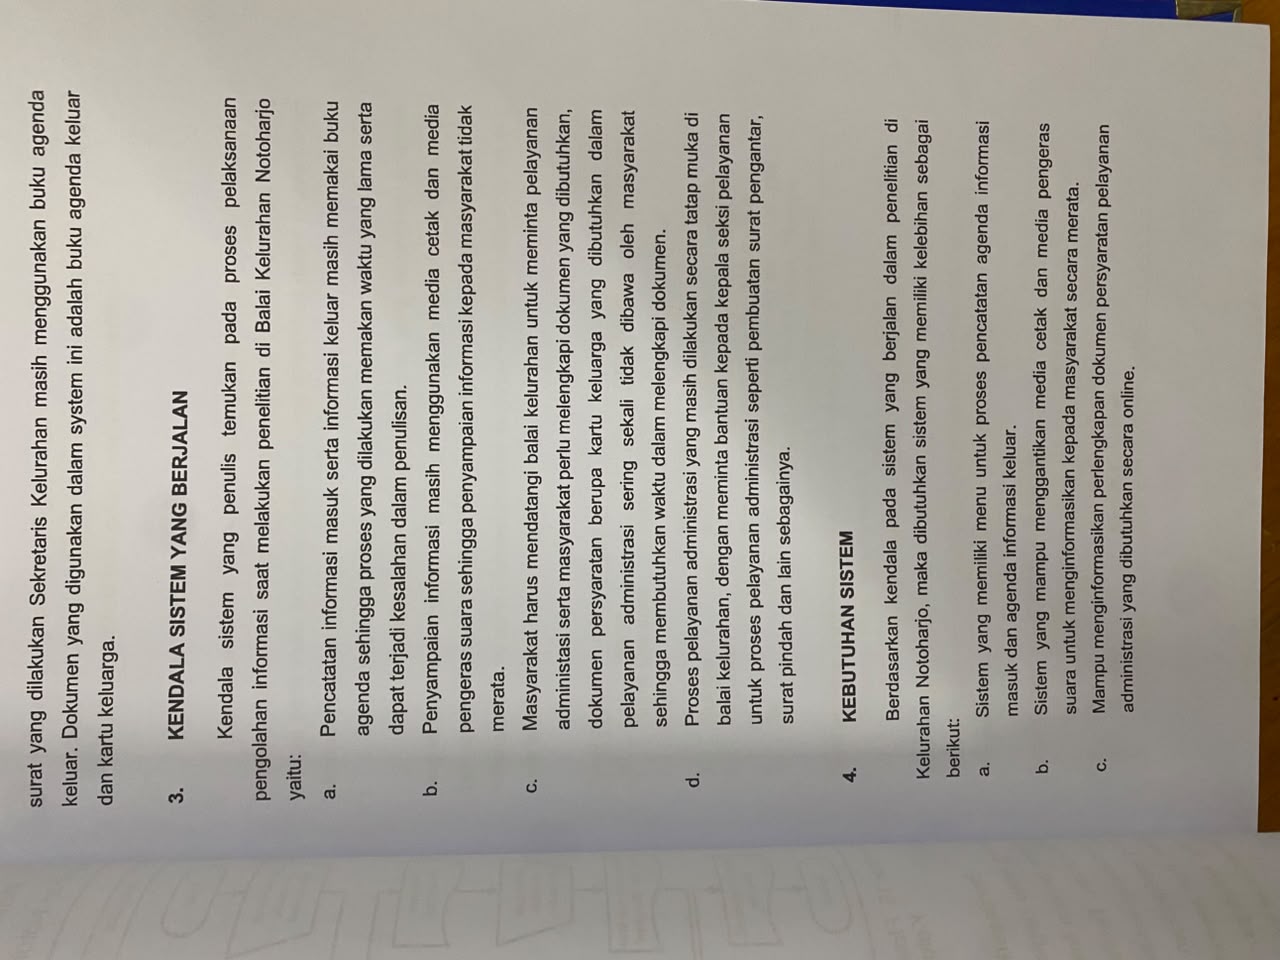 surat yang dilakukan Sekretaris Kelurahan masih menggunakan buku agenda
keluar. Dokumen yang digunakan dalam system ini adalah buku agenda keluar
dan kartu keluarga.
3. KENDALA SISTEM YANG BERJALAN
Kendala sistem yang penulis temukan pada proses pelaksanaan
pengolahan informasi saat melakukan penelitian di Balai Kelurahan Notoharjo
yaitu:
a. Pencatatan informasi masuk serta informasi keluar masih memakai buku
agenda sehingga proses yang dilakukan memakan waktu yang lama serta
dapat terjadi kesalahan dalam penulisan.
b. Penyampaian informasi masih menggunakan media cetak dan media
pengeras suara sehingga penyampaian informasi kepada masyarakat tidak
merata.
c. Masyarakat harus mendatangi balai kelurahan untuk meminta pelayanan
administasi serta masyarakat perlu melengkapi dokumen yang dibutuhkan,
dokumen persyaratan berupa kartu keluarga yang dibutuhkan dalam
pelayanan administrasi sering sekali tidak dibawa oleh masyarakat
sehingga membutuhkan waktu dalam melengkapi dokumen.
d. Proses pelayanan administrasi yang masih dilakukan secara tatap muka di
balai kelurahan, dengan meminta bantuan kepada kepala seksi pelayanan
untuk proses pelayanan administrasi seperti pembuatan surat pengantar,
surat pindah dan lain sebagainya.
4. KEBUTUHAN SISTEM
Berdasarkan kendala pada sistem yang berjalan dalam penelitian di
Kelurahan Notoharjo, maka dibutuhkan sistem yang memiliki kelebihan sebagai
berikut:
a. Sistem yang memiliki menu untuk proses pencatatan agenda informasi
masuk dan agenda informasi keluar.
b. Sistem yang mampu menggantikan media cetak dan media pengeras
suara untuk menginformasikan kepada masyarakat secara merata.
c. Mampu menginformasikan perlengkapan dokumen persyaratan pelayanan
administrasi yang dibutuhkan secara online.